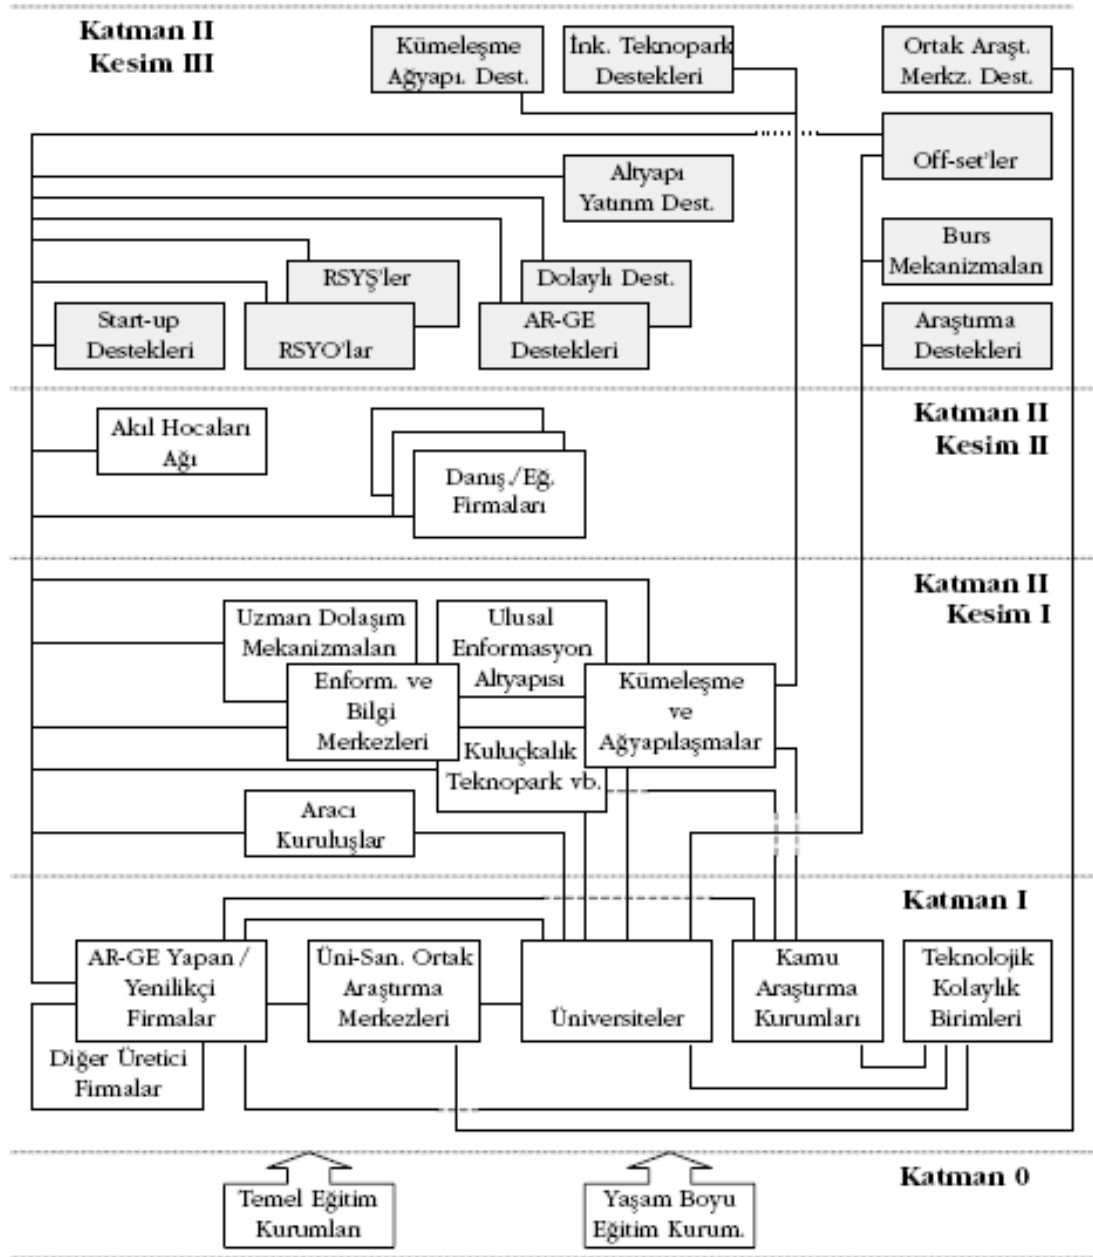 Katman II
Kesim III
Kümeleşme
Ağyapı. Dest.
İnk. Teknopark
Destekleri
Ortak Araşt.
Merkz. Dest.
Off-set'ler
Altyapı
Yatırım Dest.
Burs
Mekanizmaları
RSYŞ'ler
Dolaylı Dest.
Start-up
Destekleri
RSYO'lar
AR-GE
Destekleri
Araştırma
Destekleri
Katman II
Kesim II
Akıl Hocaları
Ağı
Danış./Eğ.
Firmaları
Katman II
Kesim I
Uzman Dolaşım
Mekanizmaları
Ulusal
Enformasyon
Altyapısı
Enform. ve
Bilgi
Merkezleri
Kümeleşme
ve
Ağyapılaşmalar
Kuluçkalık
Teknopark vb.
Aracı
Kuruluşlar
Katman I
AR-GE Yapan /
Yenilikçi
Firmalar
Üni-San. Ortak
Araştırma
Merkezleri
Üniversiteler
Kamu
Araştırma
Kurumları
Teknolojik
Kolaylık
Birimleri
Diğer Üretici
Firmalar
Katman 0
Temel Eğitim
Kurumları
Yaşam Boyu
Eğitim Kurum.